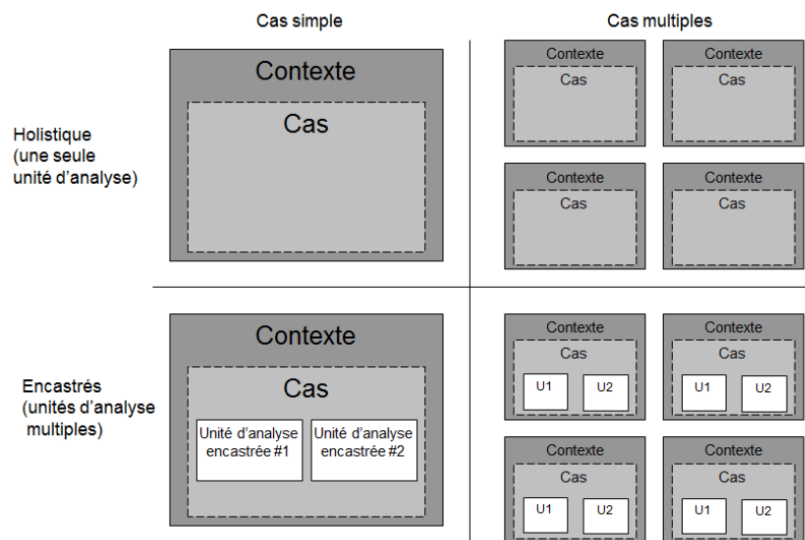 Cas simple
Cas multiples
Holistique
(une seule
unité d'analyse)
Contexte
Cas
Contexte
Cas
Contexte
Cas
Contexte
Cas
Contexte
Cas
Encastrés
(unités d'analyse
multiples)
Contexte
Cas
Unité d'analyse
encastrée #1
Unité d'analyse
encastrée #2
Contexte
Cas
U1
U2
Contexte
Cas
U1
U2
Contexte
Cas
U1
U2
Contexte
Cas
U1
U2